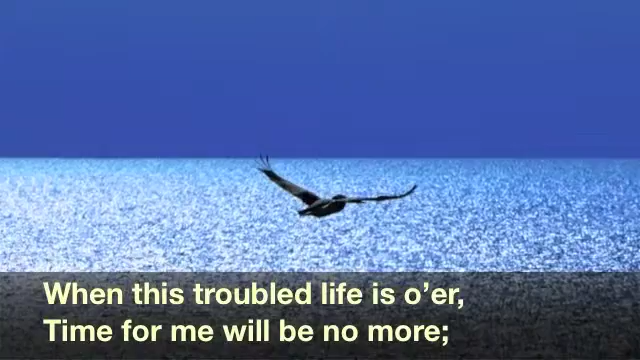 When this troubled life is o’er,
Time for me will be no more;